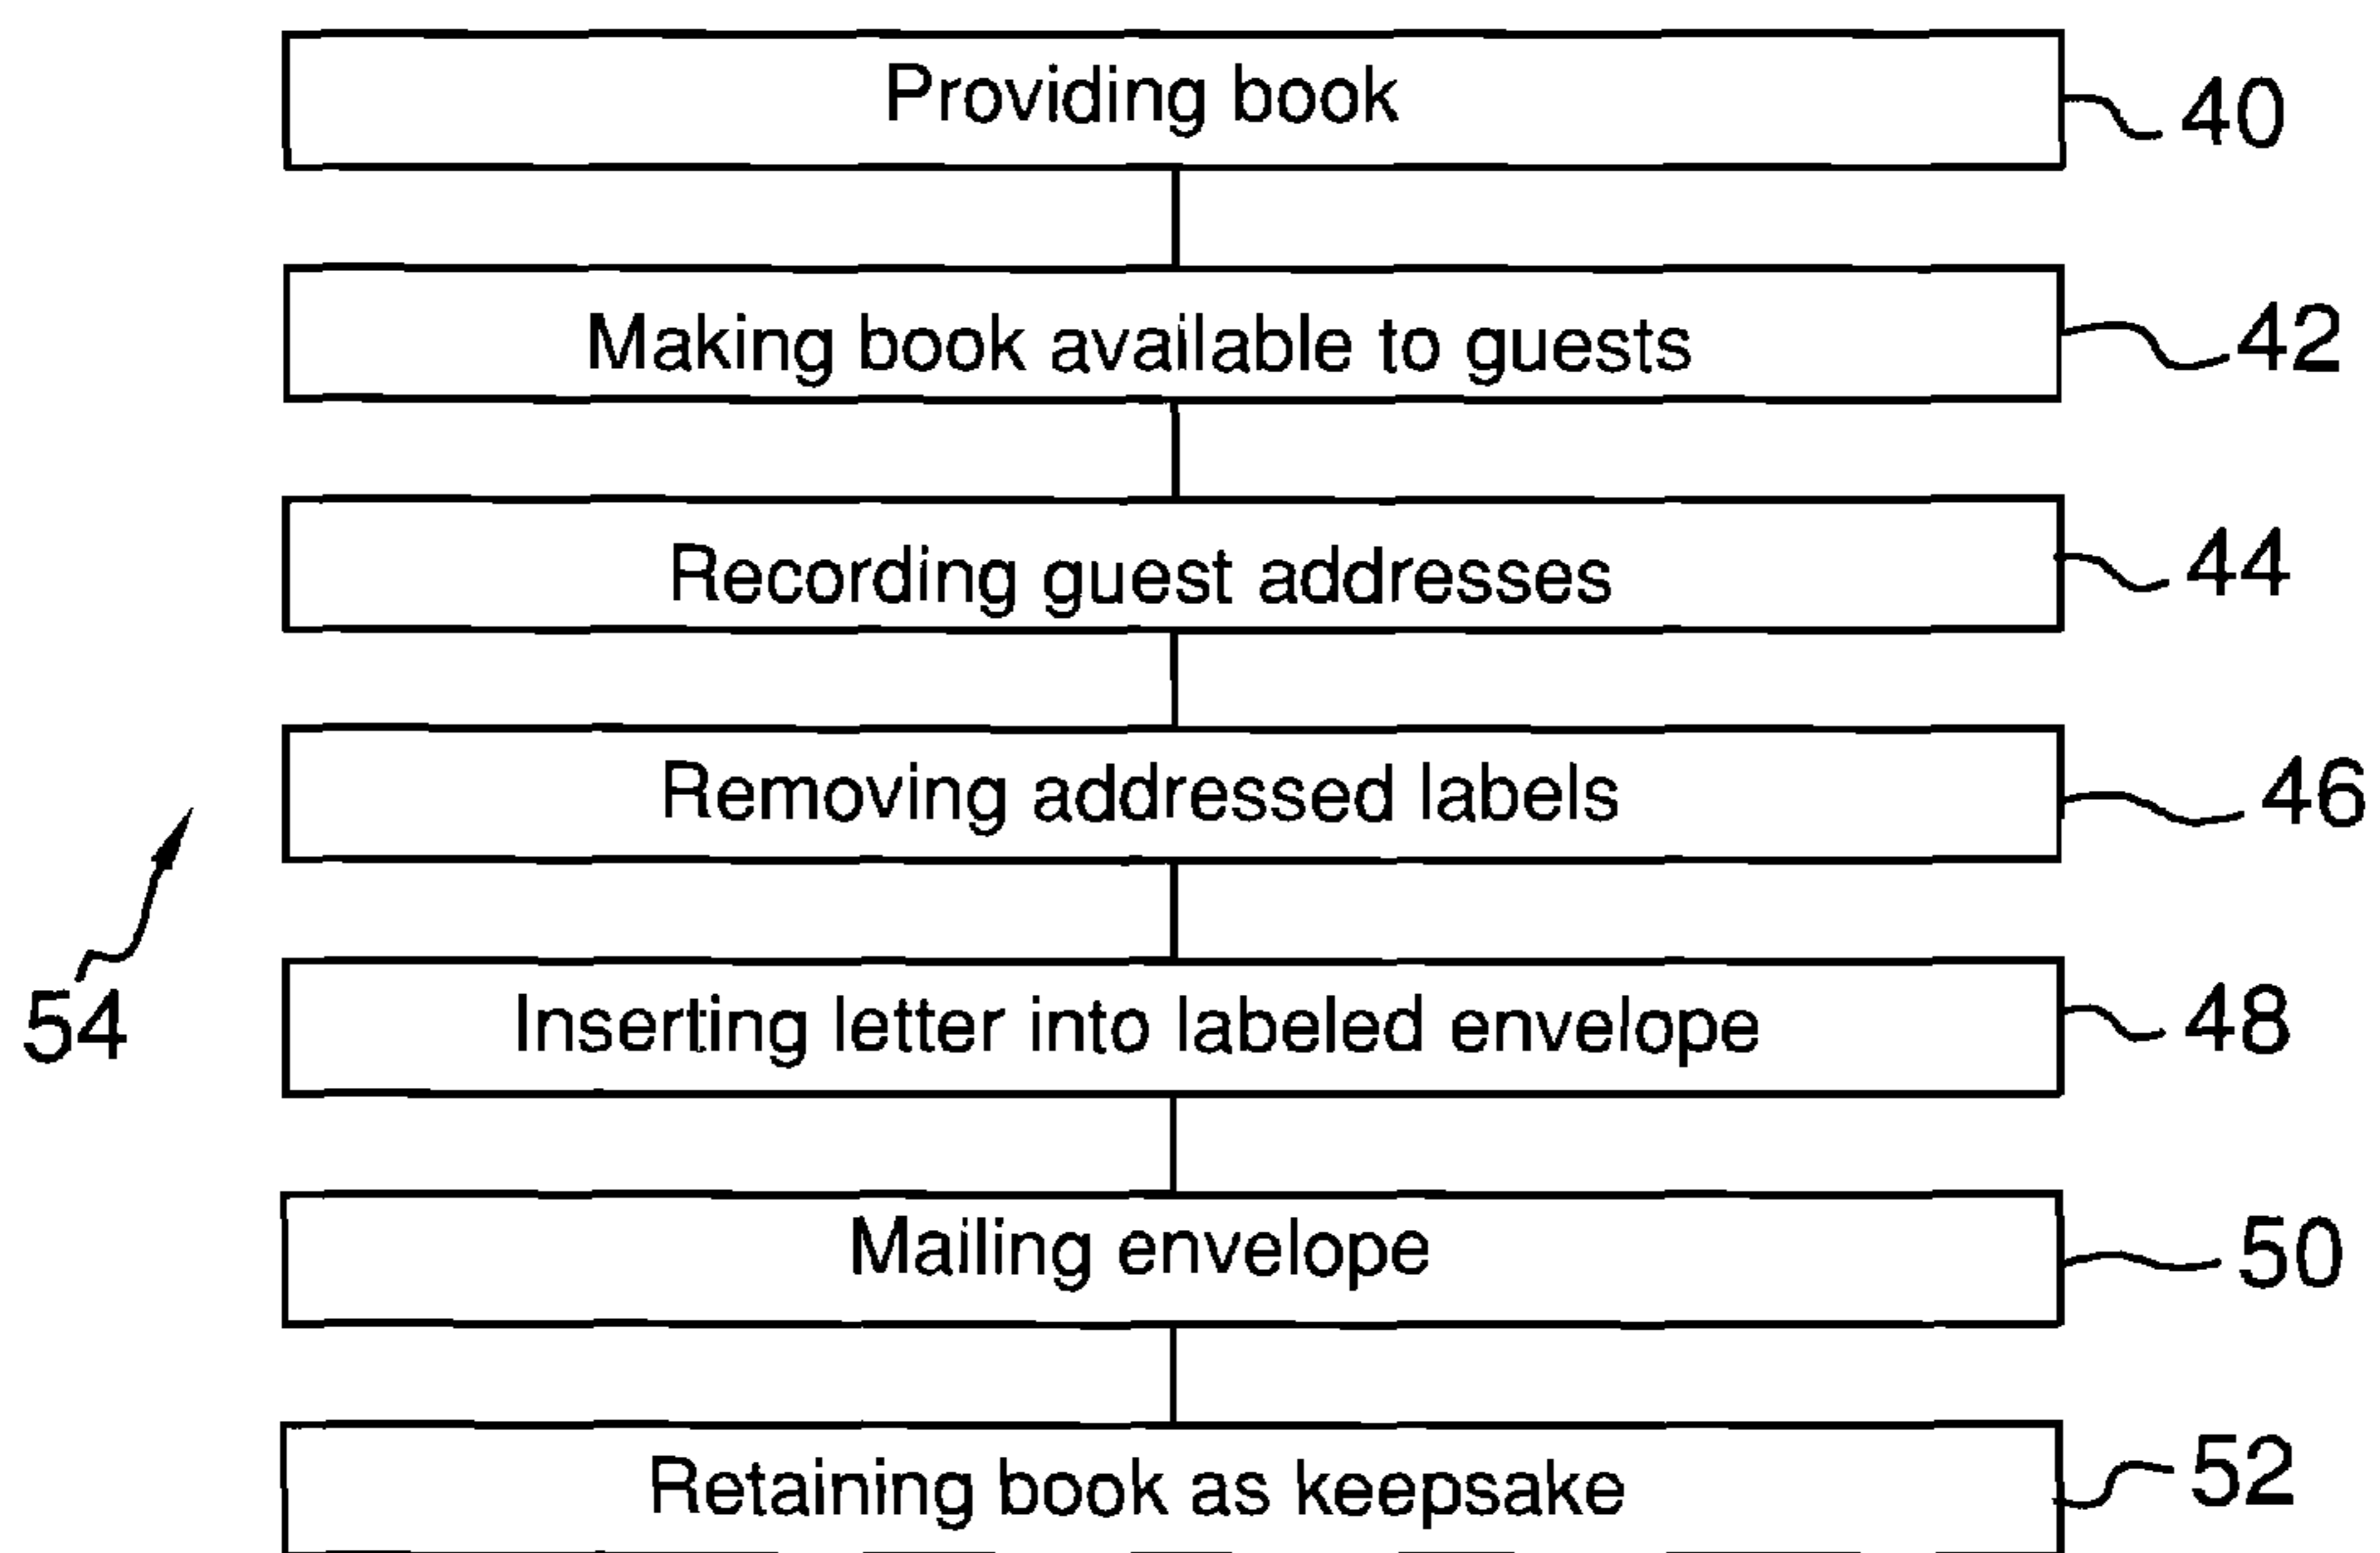 Providing book
40
Making book available to guests
42
Recording guest addresses
44
Removing addressed labels
46
54
Inserting letter into labeled envelope
48
Mailing envelope
50
Retaining book as keepsake
52